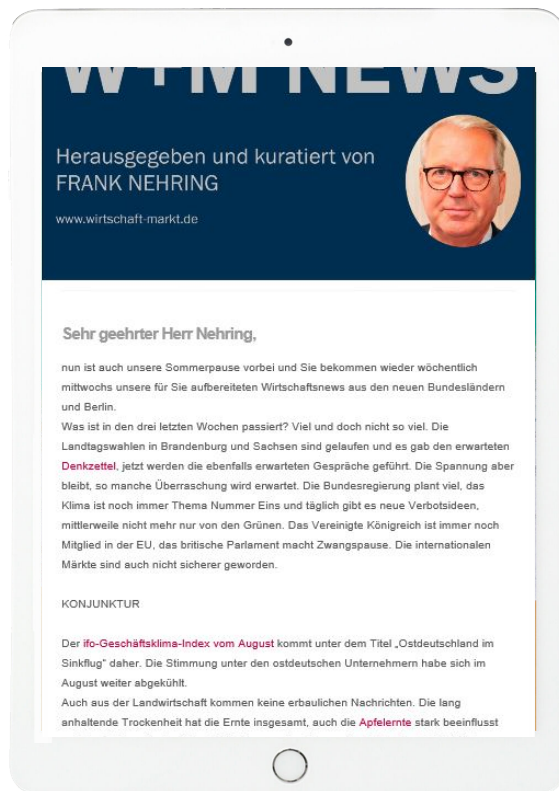 W+M NEWS
Herausgegeben und kuratiert von
FRANK NEHRING
www.wirtschaft-markt.de
Sehr geehrter Herr Nehring,
nun ist auch unsere Sommerpause vorbei und Sie bekommen wieder wöchentlich
mittwochs unsere für Sie aufbereiteten Wirtschaftsnews aus den neuen Bundesländern
und Berlin.
Was ist in den drei letzten Wochen passiert? Viel und doch nicht so viel. Die
Landtagswahlen in Brandenburg und Sachsen sind gelaufen und es gab den erwarteten
Denkzettel, jetzt werden die ebenfalls erwarteten Gespräche geführt. Die Spannung aber
bleibt, so manche Überraschung wird erwartet. Die Bundesregierung plant viel, das
Klima ist noch immer Thema Nummer Eins und täglich gibt es neue Verbotsideen,
mittlerweile nicht mehr nur von den Grünen. Das Vereinigte Königreich ist immer noch
Mitglied in der EU, das britische Parlament macht Zwangspause. Die internationalen
Märkte sind auch nicht sicherer geworden.
KONJUNKTUR
Der ifo-Geschäftsklima-Index vom August kommt unter dem Titel „Ostdeutschland im
Sinkflug“ daher. Die Stimmung unter den ostdeutschen Unternehmern habe sich im
August weiter abgekühlt.
Auch aus der Landwirtschaft kommen keine erbaulichen Nachrichten. Die lang
anhaltende Trockenheit hat die Ernte insgesamt, auch die Apfelernte stark beeinflusst